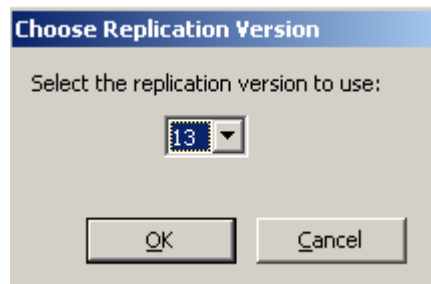 Choose Replication Version
Select the replication version to use:
13
OK
Cancel